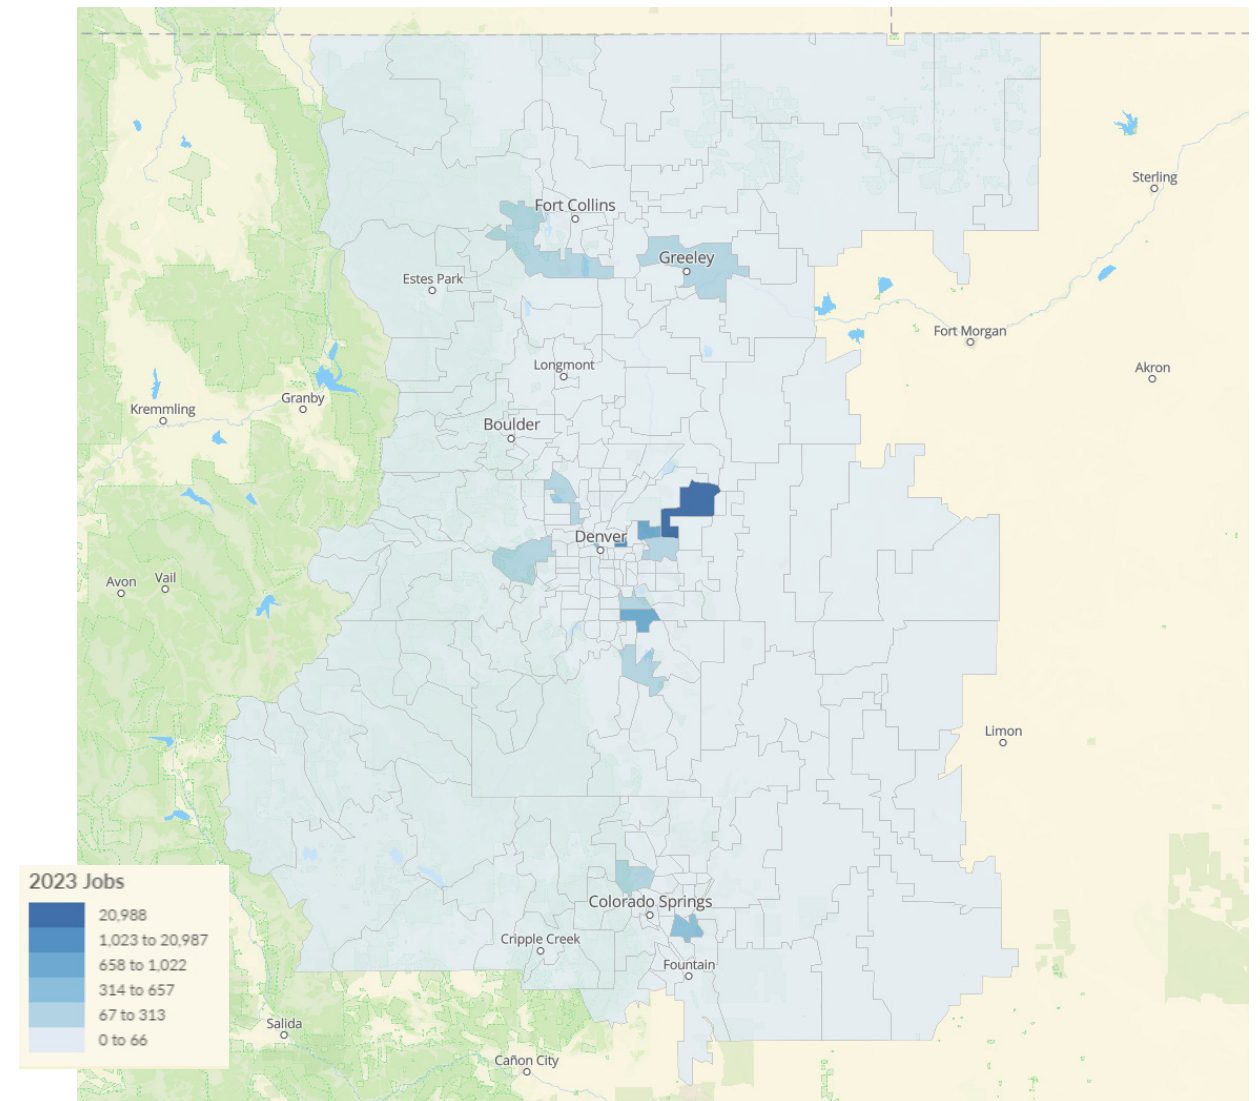 Sterling
Fort Collins
Greeley
Estes Park
Fort Morgan
Longmont
Akron
Granby
Kremmling
Boulder
Denver
Avon
Vail
Limon
Colorado Springs
Cripple Creek
Fountain
Salida
Cañon City
2023 Jobs
20,988
1,023 to 20,987
658 to 1,022
314 to 657
67 to 313
0 to 66